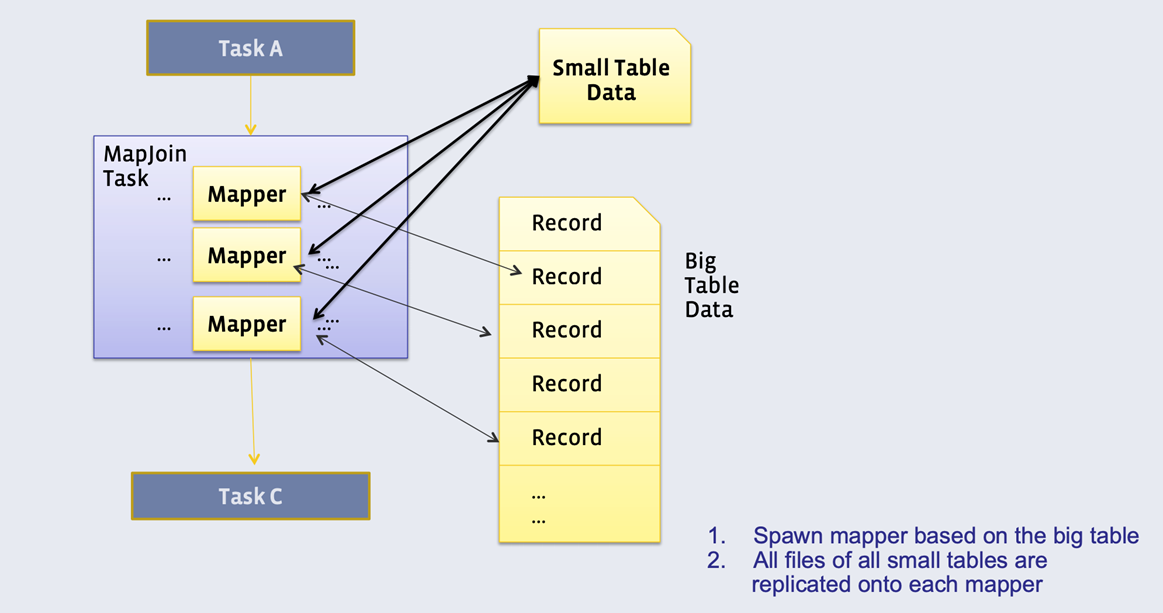 Task A
Small Table
Data
MapJoin
Task
...
Mapper
...
...
Mapper
...
...
...
Mapper
...
...
Task C
Record
Record
Record
Record
Record
...
...
Big
Table
Data
1. Spawn mapper based on the big table
2. All files of all small tables are
replicated onto each mapper